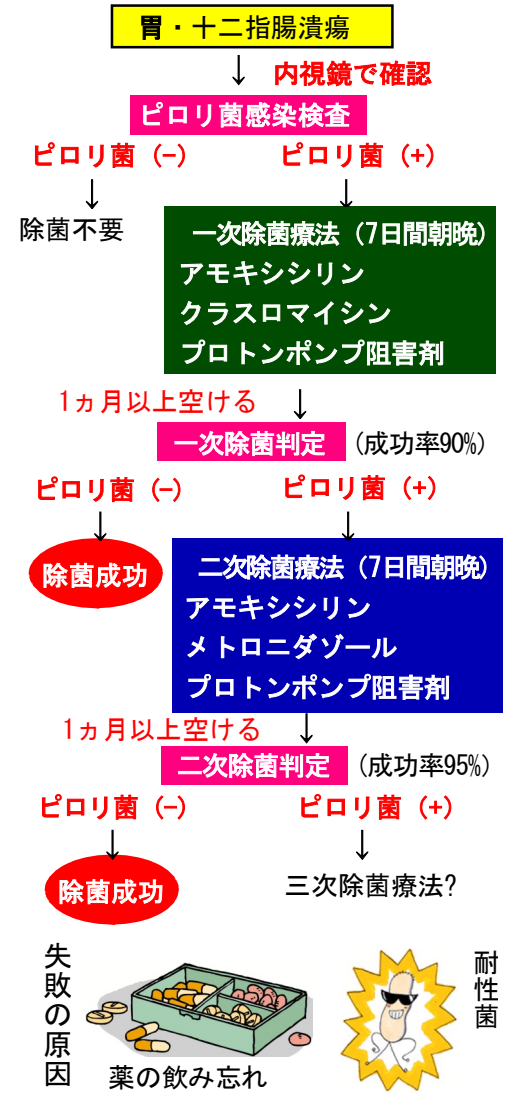 胃・十二指腸潰瘍
内視鏡で確認
ピロリ菌感染検査
ピロリ菌（−） ピロリ菌（+）
除菌不要
一次除菌療法（7日間朝晩）
アモキシシリン
クラスロマイシン
プロトンポンプ阻害剤
1ヵ月以上空ける
一次除菌判定（成功率90%）
ピロリ菌（−） ピロリ菌（+）
除菌成功
二次除菌療法（7日間朝晩）
アモキシシリン
メトロニダゾール
プロトンポンプ阻害剤
1ヵ月以上空ける
二次除菌判定（成功率95%）
ピロリ菌（−） ピロリ菌（+）
除菌成功
三次除菌療法?
失敗の原因
薬の飲み忘れ
耐性菌